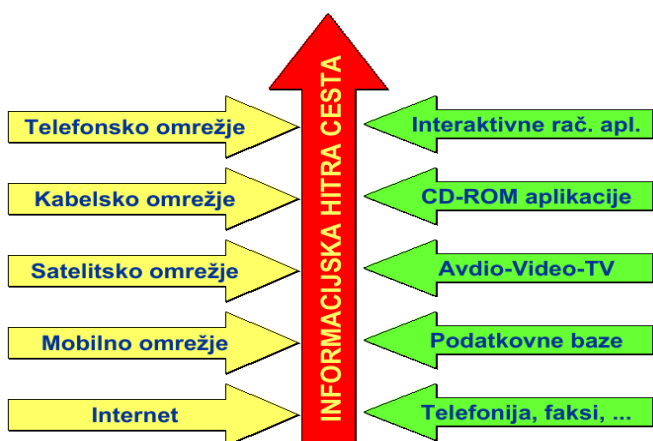 INFORMACIJSKA HITRA CESTA
Telefonsko omrežje
Interaktivne rač. apl.
Kabelsko omrežje
CD-ROM aplikacije
Satelitsko omrežje
Avdio-Video-TV
Mobilno omrežje
Podatkovne baze
Internet
Telefonija, faksi, ...